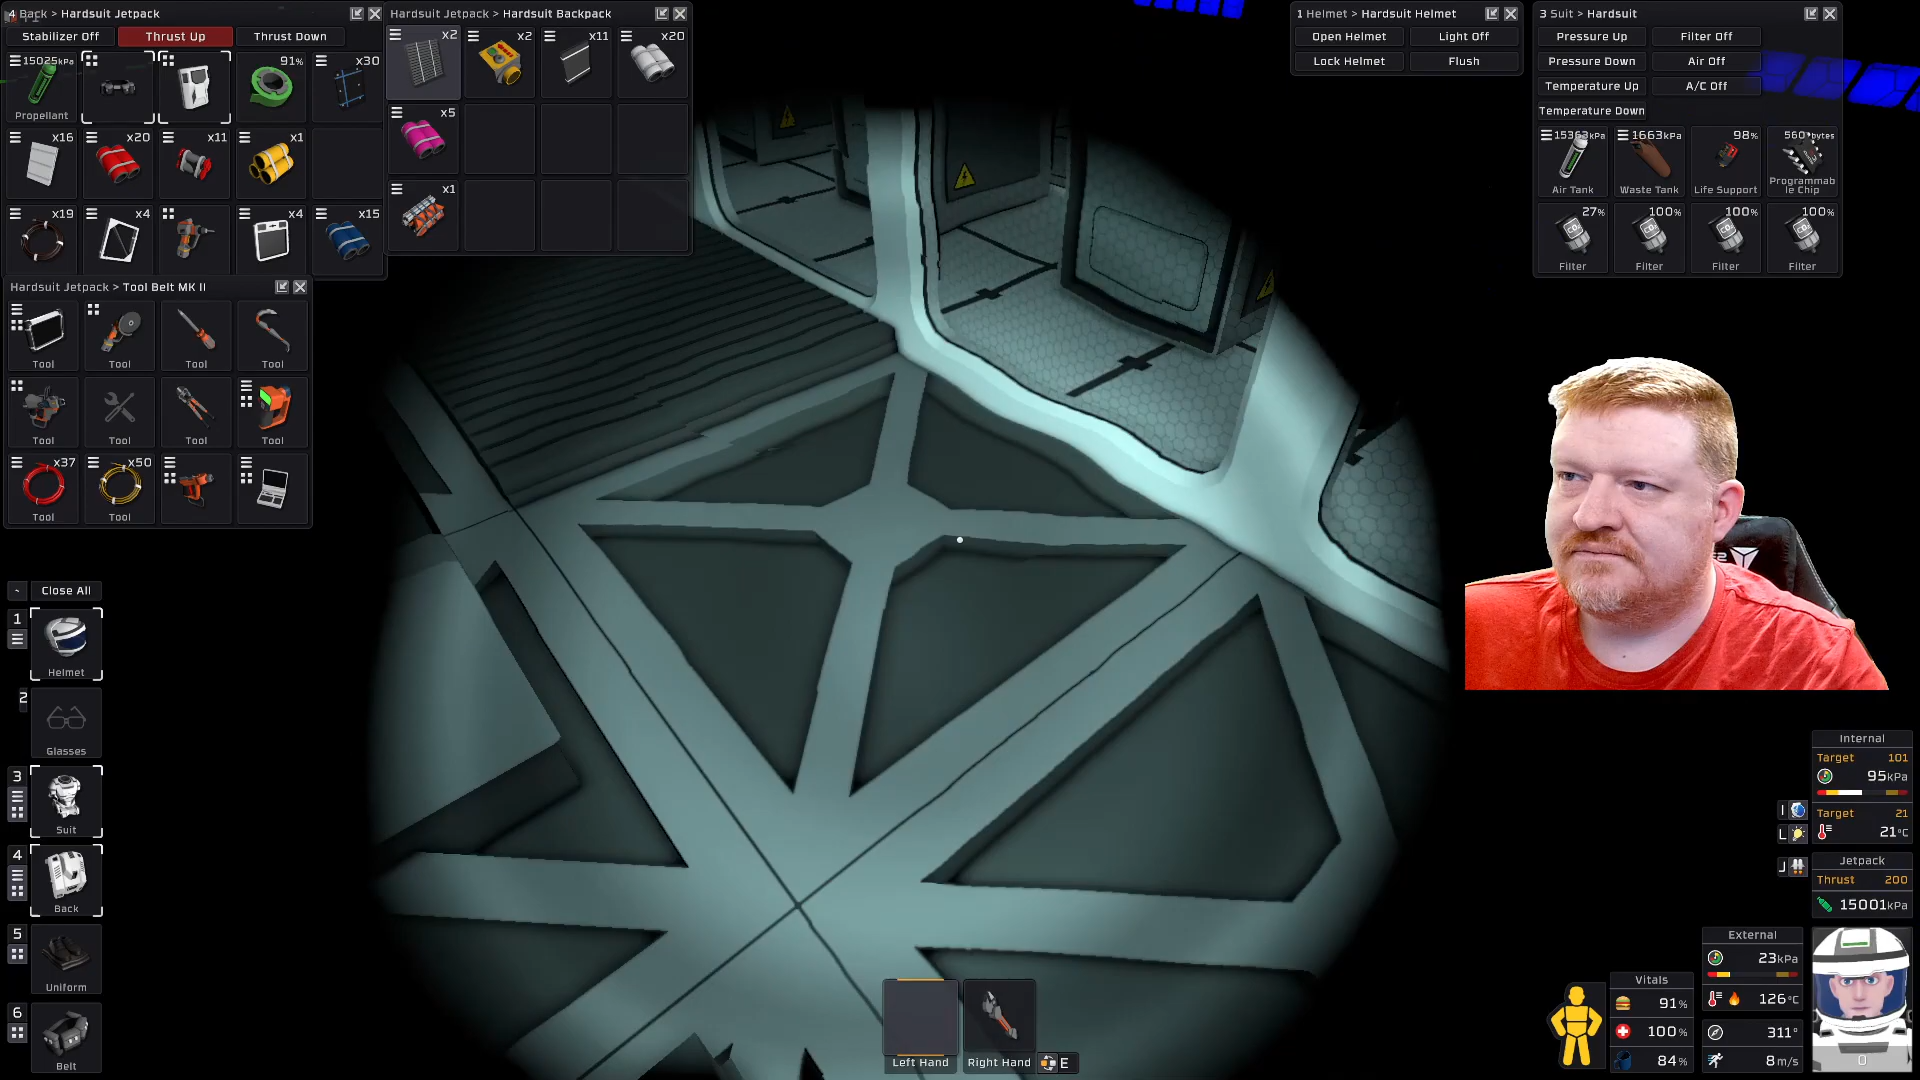 4 Back > Hardsuit Jetpack
Stabilizer Off
Thrust Up
Thrust Down
15025kPa
Propellant
91%
x30
x16
x20
x11
x1
x19
x4
x4
x15
Hardsuit Jetpack > Hardsuit Backpack
x2
x2
x11
x20
x5
x1
Hardsuit Jetpack > Tool Belt MK II
Tool
Tool
Tool
Tool
Tool
Tool
Tool
Tool
x37
Tool
x50
Tool
1 Helmet > Hardsuit Helmet
Open Helmet
Light Off
Lock Helmet
Flush
3 Suit > Hardsuit
Pressure Up
Filter Off
Pressure Down
Air Off
Temperature Up
A/C Off
Temperature Down
Air Tank
1663kPa
Waste Tank
98%
Life Support
Programmab
le Chip
27%
Filter
100%
Filter
100%
Filter
100%
Filter
~ Close All
1
Helmet
2
Glasses
3
Suit
4
Back
5
Uniform
6
Belt
Left Hand
Right Hand
E
Internal
Target 101
95kPa
Target 21
21°C
I
L
J
Jetpack
Thrust 200
15001kPa
External
23kPa
126°C
311°
8m/s
Vitals
91%
100%
84%
0